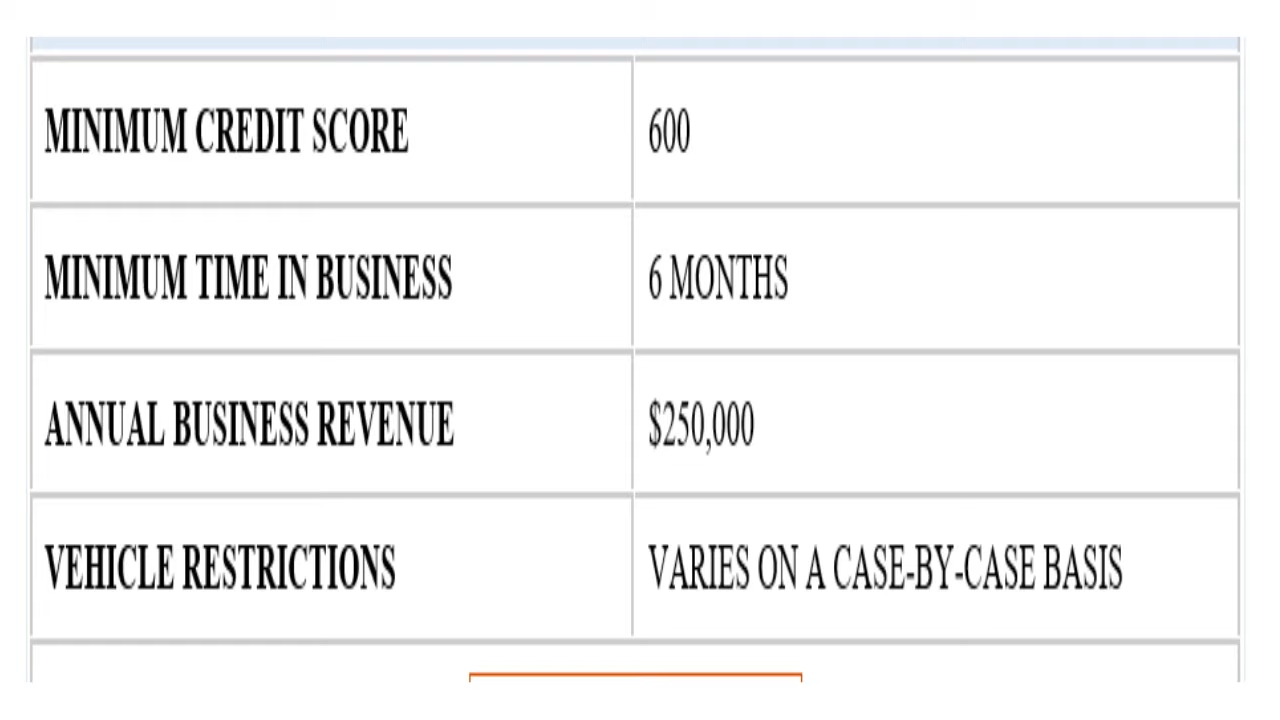 MINIMUM CREDIT SCORE
600
MINIMUM TIME IN BUSINESS
6 MONTHS
ANNUAL BUSINESS REVENUE
$250,000
VEHICLE RESTRICTIONS
VARIES ON A CASE-BY-CASE BASIS